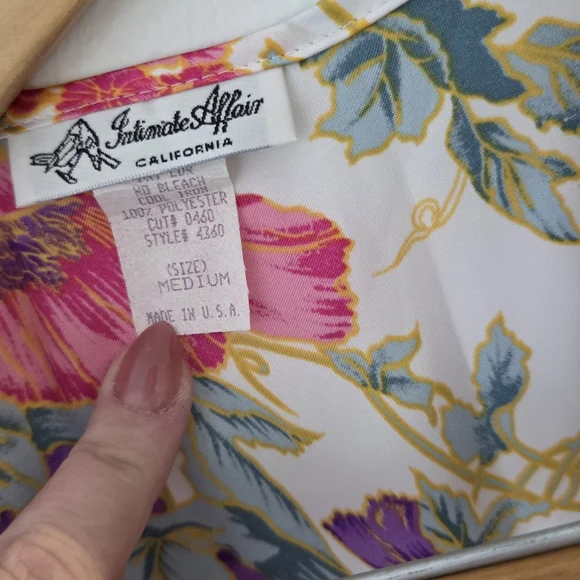 Intimate Affair
CALIFORNIA
NO BLEACH
COOL IRON
100% POLYESTER
CUT# 0460
STYLE# 4360
(SIZE)
MEDIUM
MADE IN U.S.A.